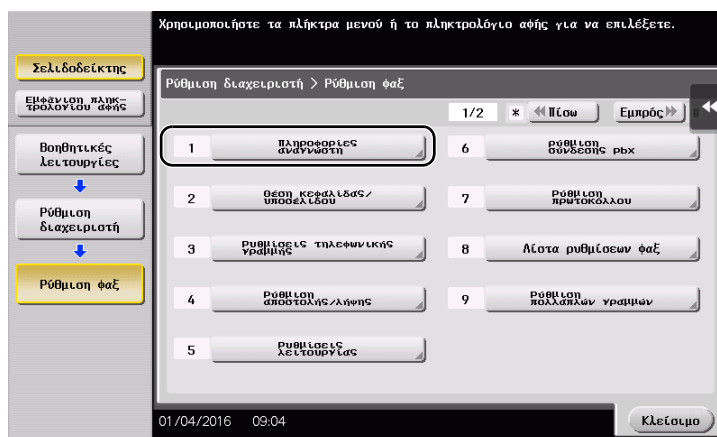 Χρησιμοποιήστε τα πλήκτρα μενού ή το πληκτρολόγιο αφής για να επιλέξετε.
Σελιδοδείκτης
Εμφάνιση πληκ-
τρολογίου αφής
Βοηθητικές
λειτουργίες
Ρύθμιση
διαχειριστή
Ρύθμιση φαξ
Ρύθμιση διαχειριστή > Ρύθμιση φαξ
1/2 * Πίσω Εμπρός
1 Πληροφορίες
αναγνώστη
2 Θέση κεφαλίδας/
υποσέλιδου
3 Ρυθμίσεις τηλεφωνικής
γραμμής
4 Ρύθμιση
αποστολής/λήψης
5 Ρυθμίσεις
λειτουργίας
6 Ρύθμιση
σύνδεσης pbx
7 Ρύθμιση
πρωτοκόλλου
8 Λίστα ρυθμίσεων φαξ
9 Ρύθμιση
πολλαπλών γραμμών
01/04/2016 09:04
Κλείσιμο